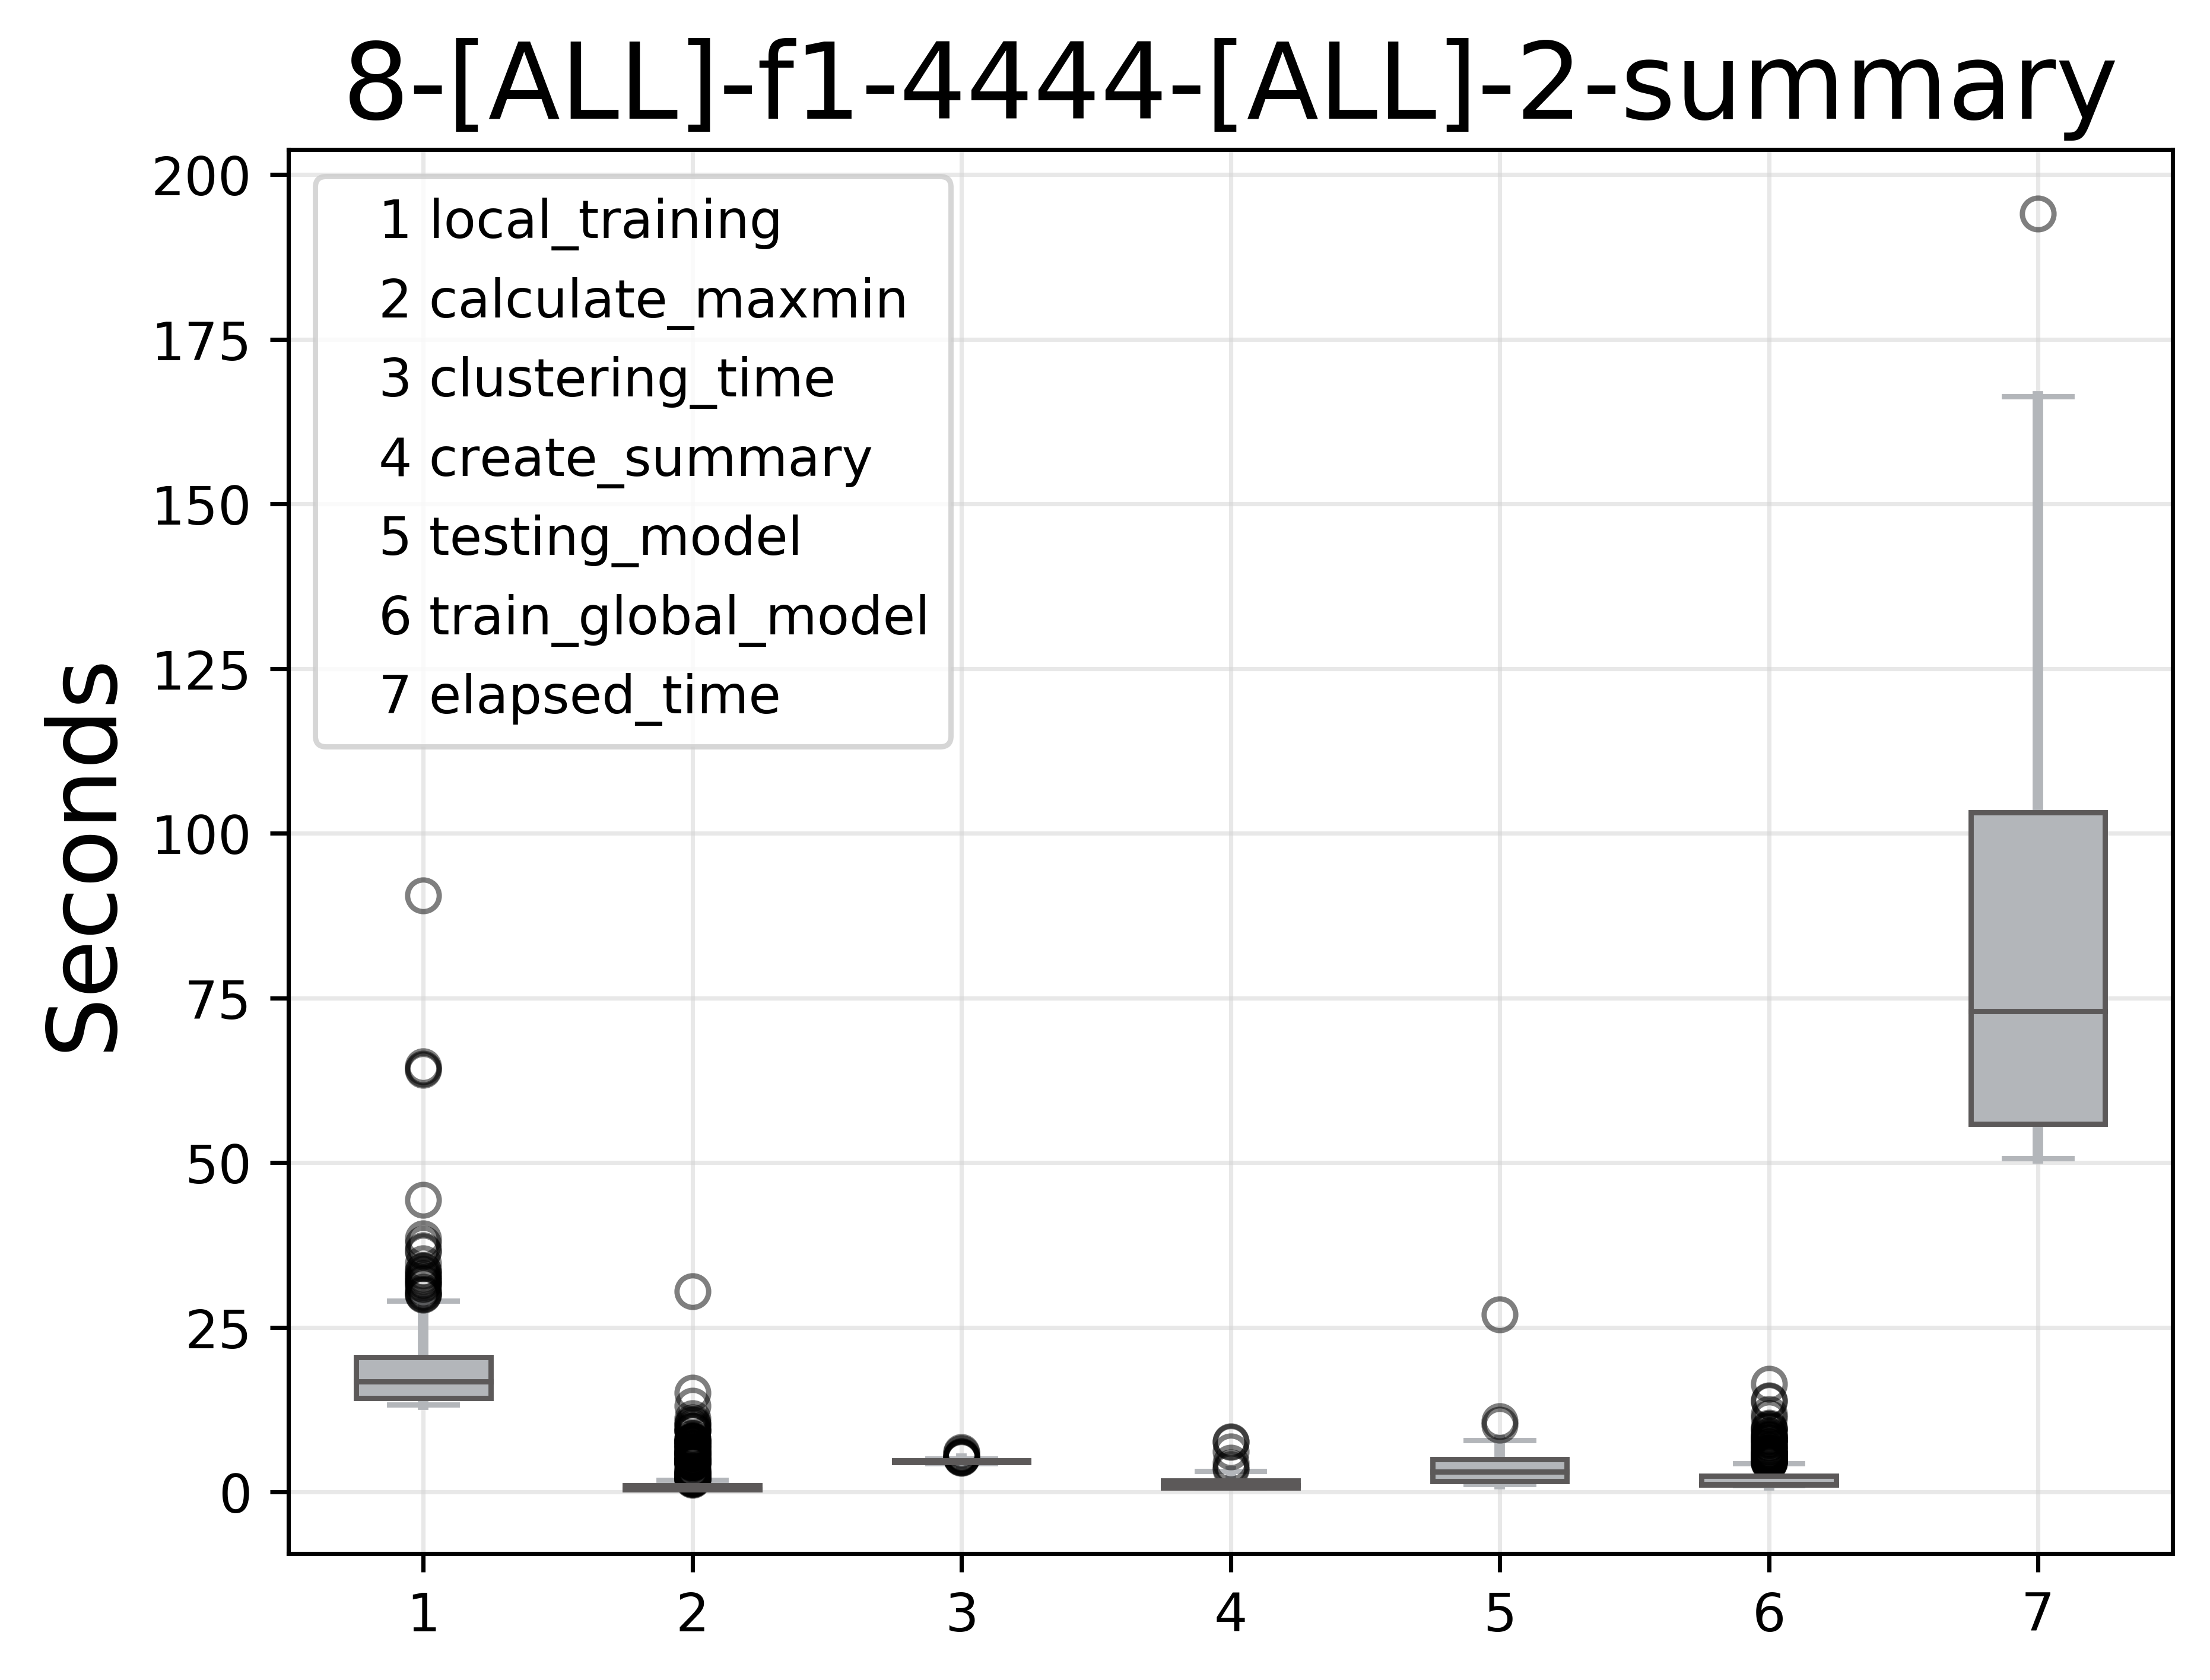 8-[ALL]-f1-4444-[ALL]-2-summary
Seconds
200
175
150
125
100
75
50
25
0
1 local_training
2 calculate_maxmin
3 clustering_time
4 create_summary
5 testing_model
6 train_global_model
7 elapsed_time
1 2 3 4 5 6 7